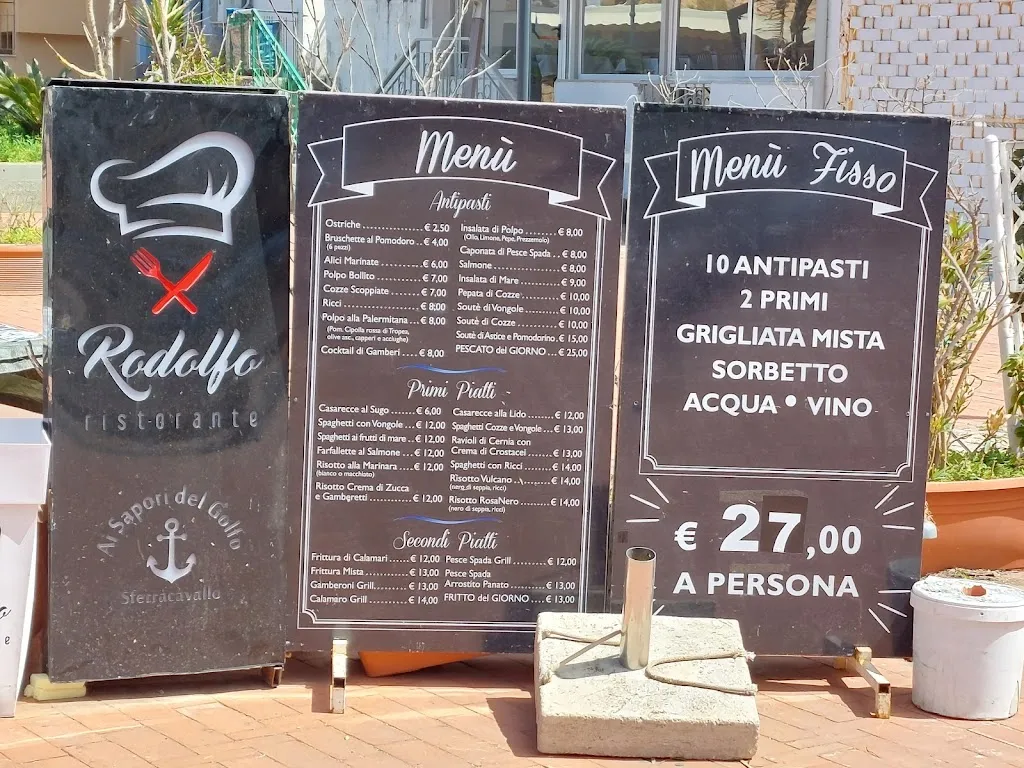 Rodolfo
ristorante
Ai Sapori del Golfo
Sferracavallo
Menù
Antipasti
Ostriche € 2,50
Bruschette al Pomodoro € 4,00
(6 pezzi)
Alici Marinate € 6,00
Polpo Bollito € 7,00
Cozze Scoppiate € 7,00
Ricci € 8,00
Polpo alla Palermitana € 8,00
(Pom. Cipolla rossa di Tropea,
olive asc., capperi e acciughe)
Cocktail di Gamberi € 8,00
Insalata di Polpo € 8,00
(Olio, Limone, Pepe, Prezzemolo)
Caponata di Pesce Spada € 8,00
Salmone € 8,00
Insalata di Mare € 9,00
Pepata di Cozze € 10,00
Soutè di Vongole € 10,00
Soutè di Cozze € 10,00
Soutè di Astice e Pomodorino € 15,00
PESCATO del GIORNO € 25,00
Primi Piatti
Casarecce al Sugo € 6,00
Spaghetti con Vongole € 12,00
Spaghetti ai frutti di mare € 12,00
Farfallette al Salmone € 12,00
Risotto alla Marinara € 12,00
(bianco o macchiato)
Risotto Crema di Zucca
e Gamberetti € 12,00
Casarecce alla Lido € 12,00
Spaghetti Cozze e Vongole € 13,00
Ravioli di Cernia con
Crema di Crostacei € 13,00
Spaghetti con Ricci € 14,00
Risotto Vulcano € 14,00
(nero di seppia, ricci)
Risotto RosaNero € 14,00
(nero di seppia, ricci)
Secondi Piatti
Frittura di Calamari € 12,00
Frittura Mista € 13,00
Gamberoni Grill € 13,00
Calamaro Grill € 14,00
Pesce Spada Grill € 12,00
Pesce Spada
Arrostito Panato € 13,00
FRITTO del GIORNO € 13,00
Menù Fisso
10 ANTIPASTI
2 PRIMI
GRIGLIATA MISTA
SORBETTO
ACQUA • VINO
€ 27,00
A PERSONA